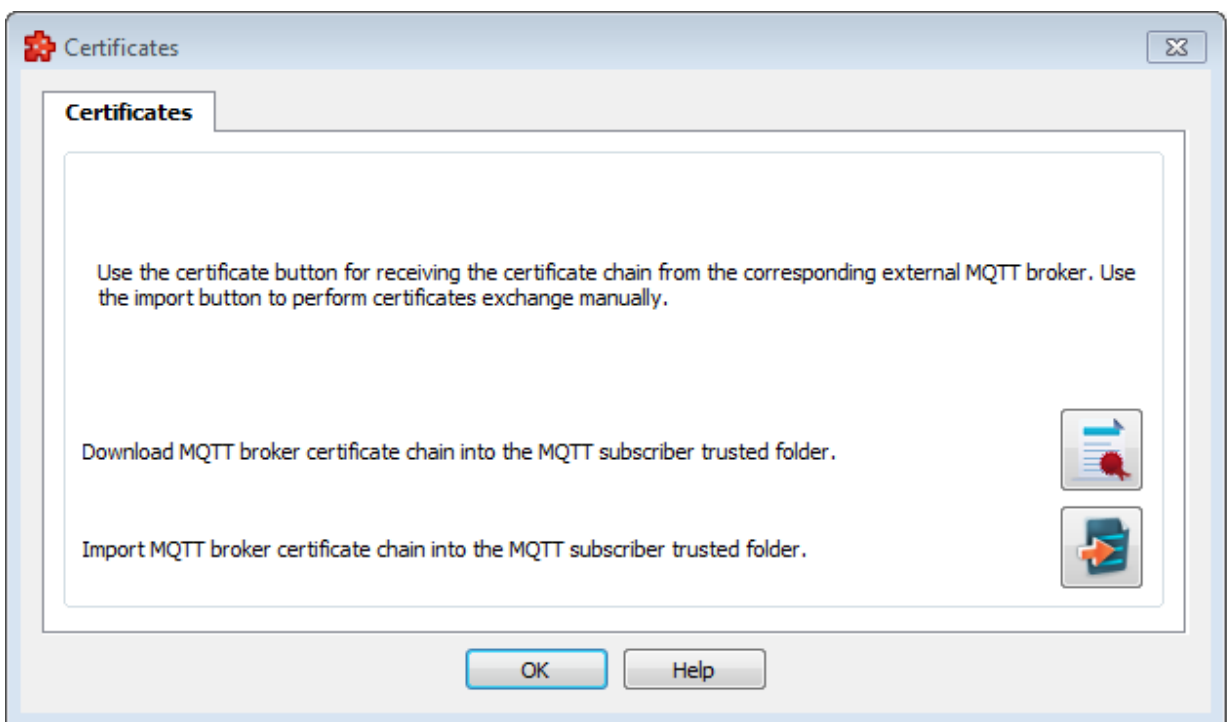 Certificates
Certificates
Use the certificate button for receiving the certificate chain from the corresponding external MQTT broker. Use
the import button to perform certificates exchange manually.
Download MQTT broker certificate chain into the MQTT subscriber trusted folder.
Import MQTT broker certificate chain into the MQTT subscriber trusted folder.
OK
Help